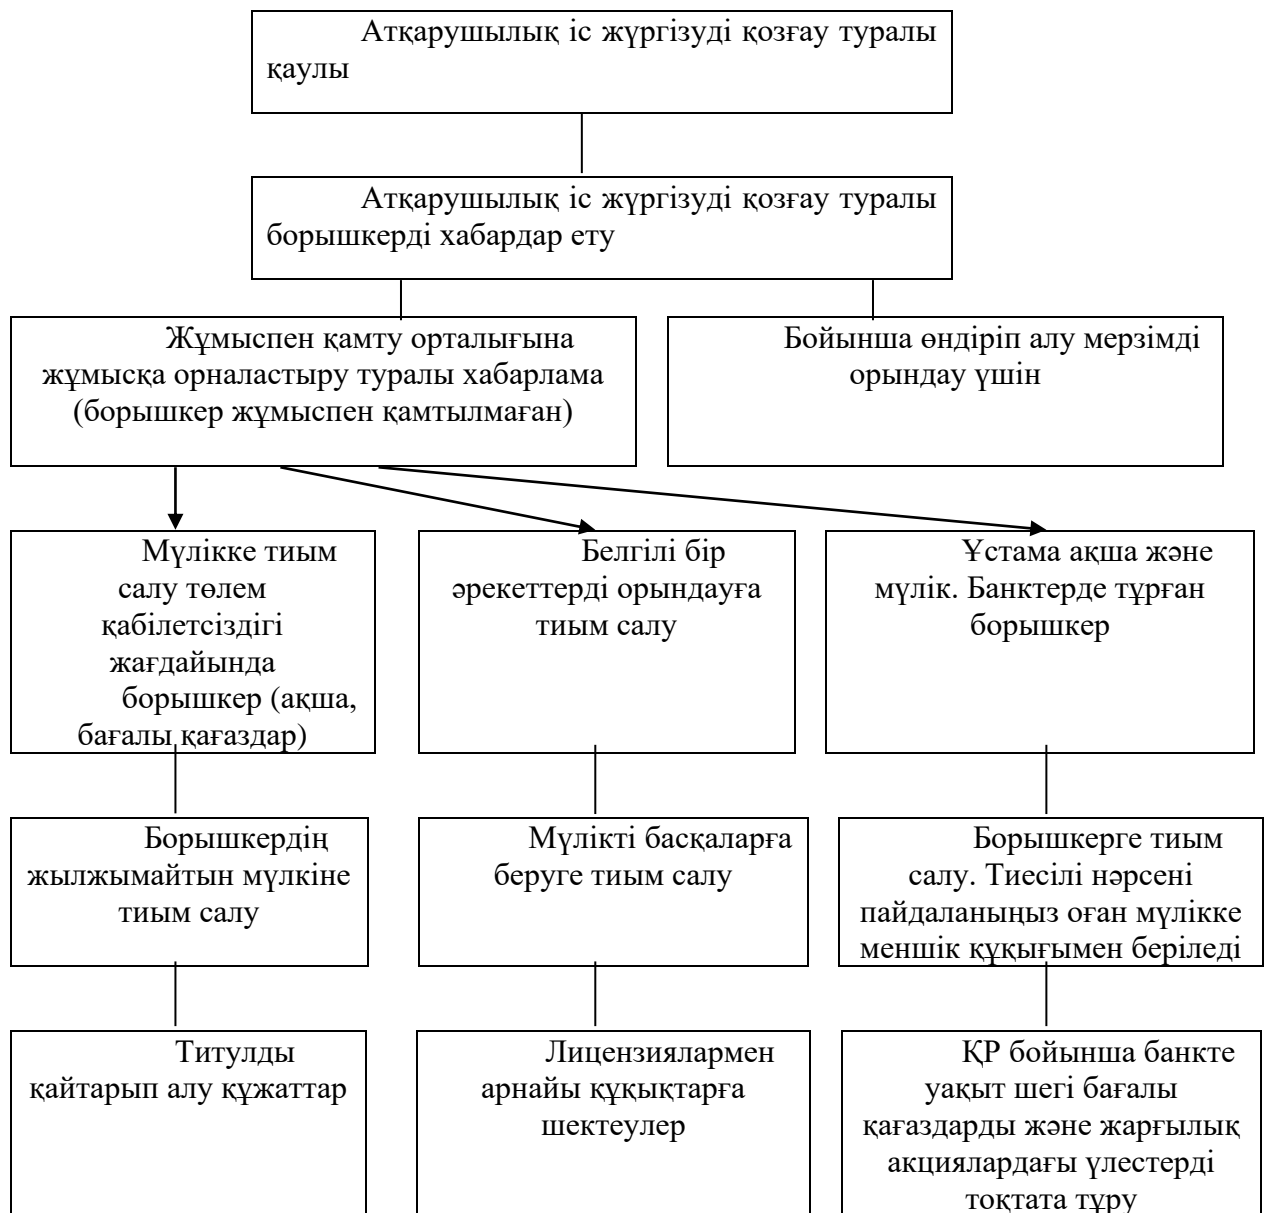 Атқарушылық іс жүргізуді қозғау туралы
қаулы
Атқарушылық іс жүргізуді қозғау туралы
борышкерді хабардар ету
Жұмыспен қамту орталығына
жұмысқа орналастыру туралы хабарлама
(борышкер жұмыспен қамтылмаған)
Бойынша өндіріп алу мерзімді
орындау үшін
Мүлікке тиым
салу төлем
қабілетсіздігі
жағдайында
борышкер (ақша,
бағалы қағаздар)
Белгілі бір
әрекеттерді орындауға
тиым салу
Ұстама ақша және
мүлік. Банктерде тұрған
борышкер
Борышкердің
жылжымайтын мүлкіне
тиым салу
Мүлікті басқаларға
беруге тиым салу
Борышкерге тиым
салу. Тиесілі нәрсені
пайдаланыңыз оған мүлікке
меншік құқығымен беріледі
Титулды
қайтарып алу құжаттар
Лицензиялармен
арнайы құқықтарға
шектеулер
ҚР бойынша банкте
уақыт шегі бағалы
қағаздарды және жарғылық
акциялардағы үлестерді
тоқтата тұру